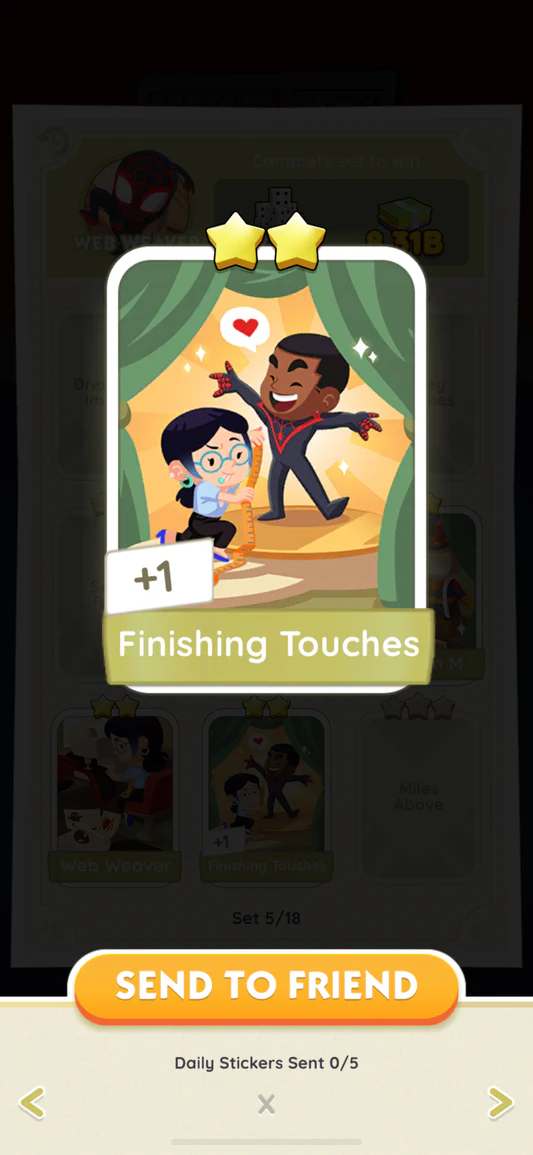 Complete set to win
WEB WEAVER
8.31B
+1
Finishing Touches
Web Weaver
+1
Finishing Touches
Miles
Above
Set 5/18
SEND TO FRIEND
Daily Stickers Sent 0/5
X